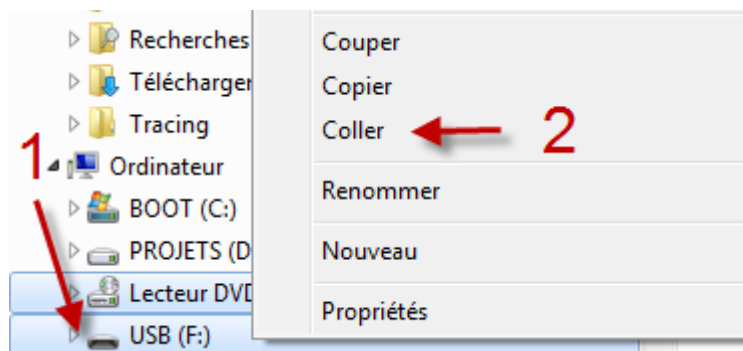 Recherches
Télécharger
Tracing
1
Ordinateur
BOOT (C:)
PROJETS (D
Lecteur DVD
USB (F:)
Couper
Copier
Coller
2
Renommer
Nouveau
Propriétés